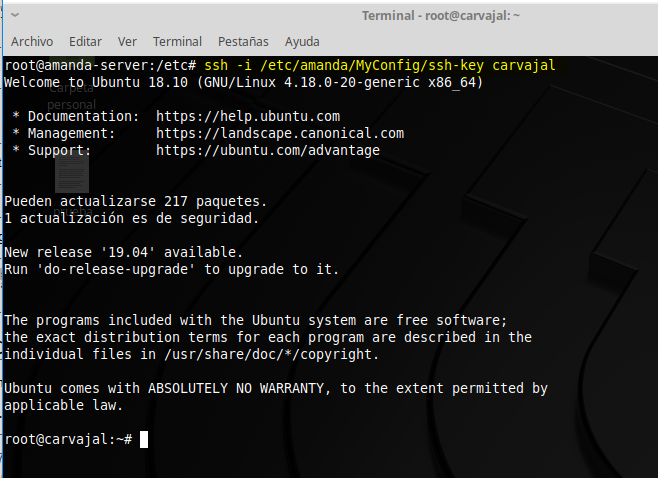 Terminal - root@carvajal: ~
Archivo Editar Ver Terminal Pestañas Ayuda
root@amanda-server:/etc# ssh -i /etc/amanda/MyConfig/ssh-key carvajal
Welcome to Ubuntu 18.10 (GNU/Linux 4.18.0-20-generic x86_64)
Carpeta
personal
* Documentation:  https://help.ubuntu.com
* Management:     https://landscape.canonical.com
* Support:        https://ubuntu.com/advantage
Pueden actualizarse 217 paquetes.
1 actualización es de seguridad.
New release '19.04' available.
Run 'do-release-upgrade' to upgrade to it.
The programs included with the Ubuntu system are free software;
the exact distribution terms for each program are described in the
individual files in /usr/share/doc/*/copyright.
Ubuntu comes with ABSOLUTELY NO WARRANTY, to the extent permitted by
applicable law.
root@carvajal:~#